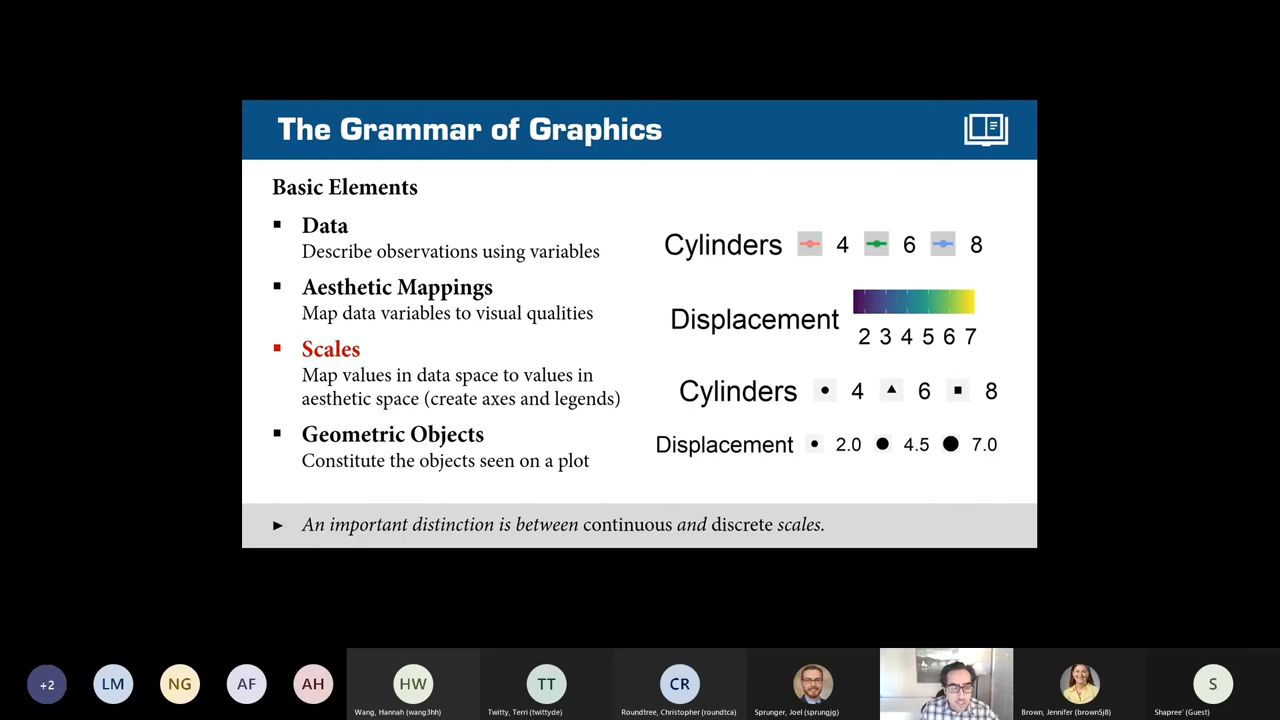 The Grammar of Graphics
Basic Elements
Data
Describe observations using variables
Aesthetic Mappings
Map data variables to visual qualities
Scales
Map values in data space to values in
aesthetic space (create axes and legends)
Geometric Objects
Constitute the objects seen on a plot
Cylinders 4 6 8
Displacement
2 3 4 5 6 7
Cylinders 4 6 8
Displacement 2.0 4.5 7.0
An important distinction is between continuous and discrete scales.
+2 LM NG AF AH HW TT CR S
Wang, Hannah (wang3hh)
Twitty, Terri (twittyde)
Roundtree, Christopher (roundtca)
Sprunger, Joel (sprungjg)
Brown, Jennifer (brown5j8)
Shapree' (Guest)